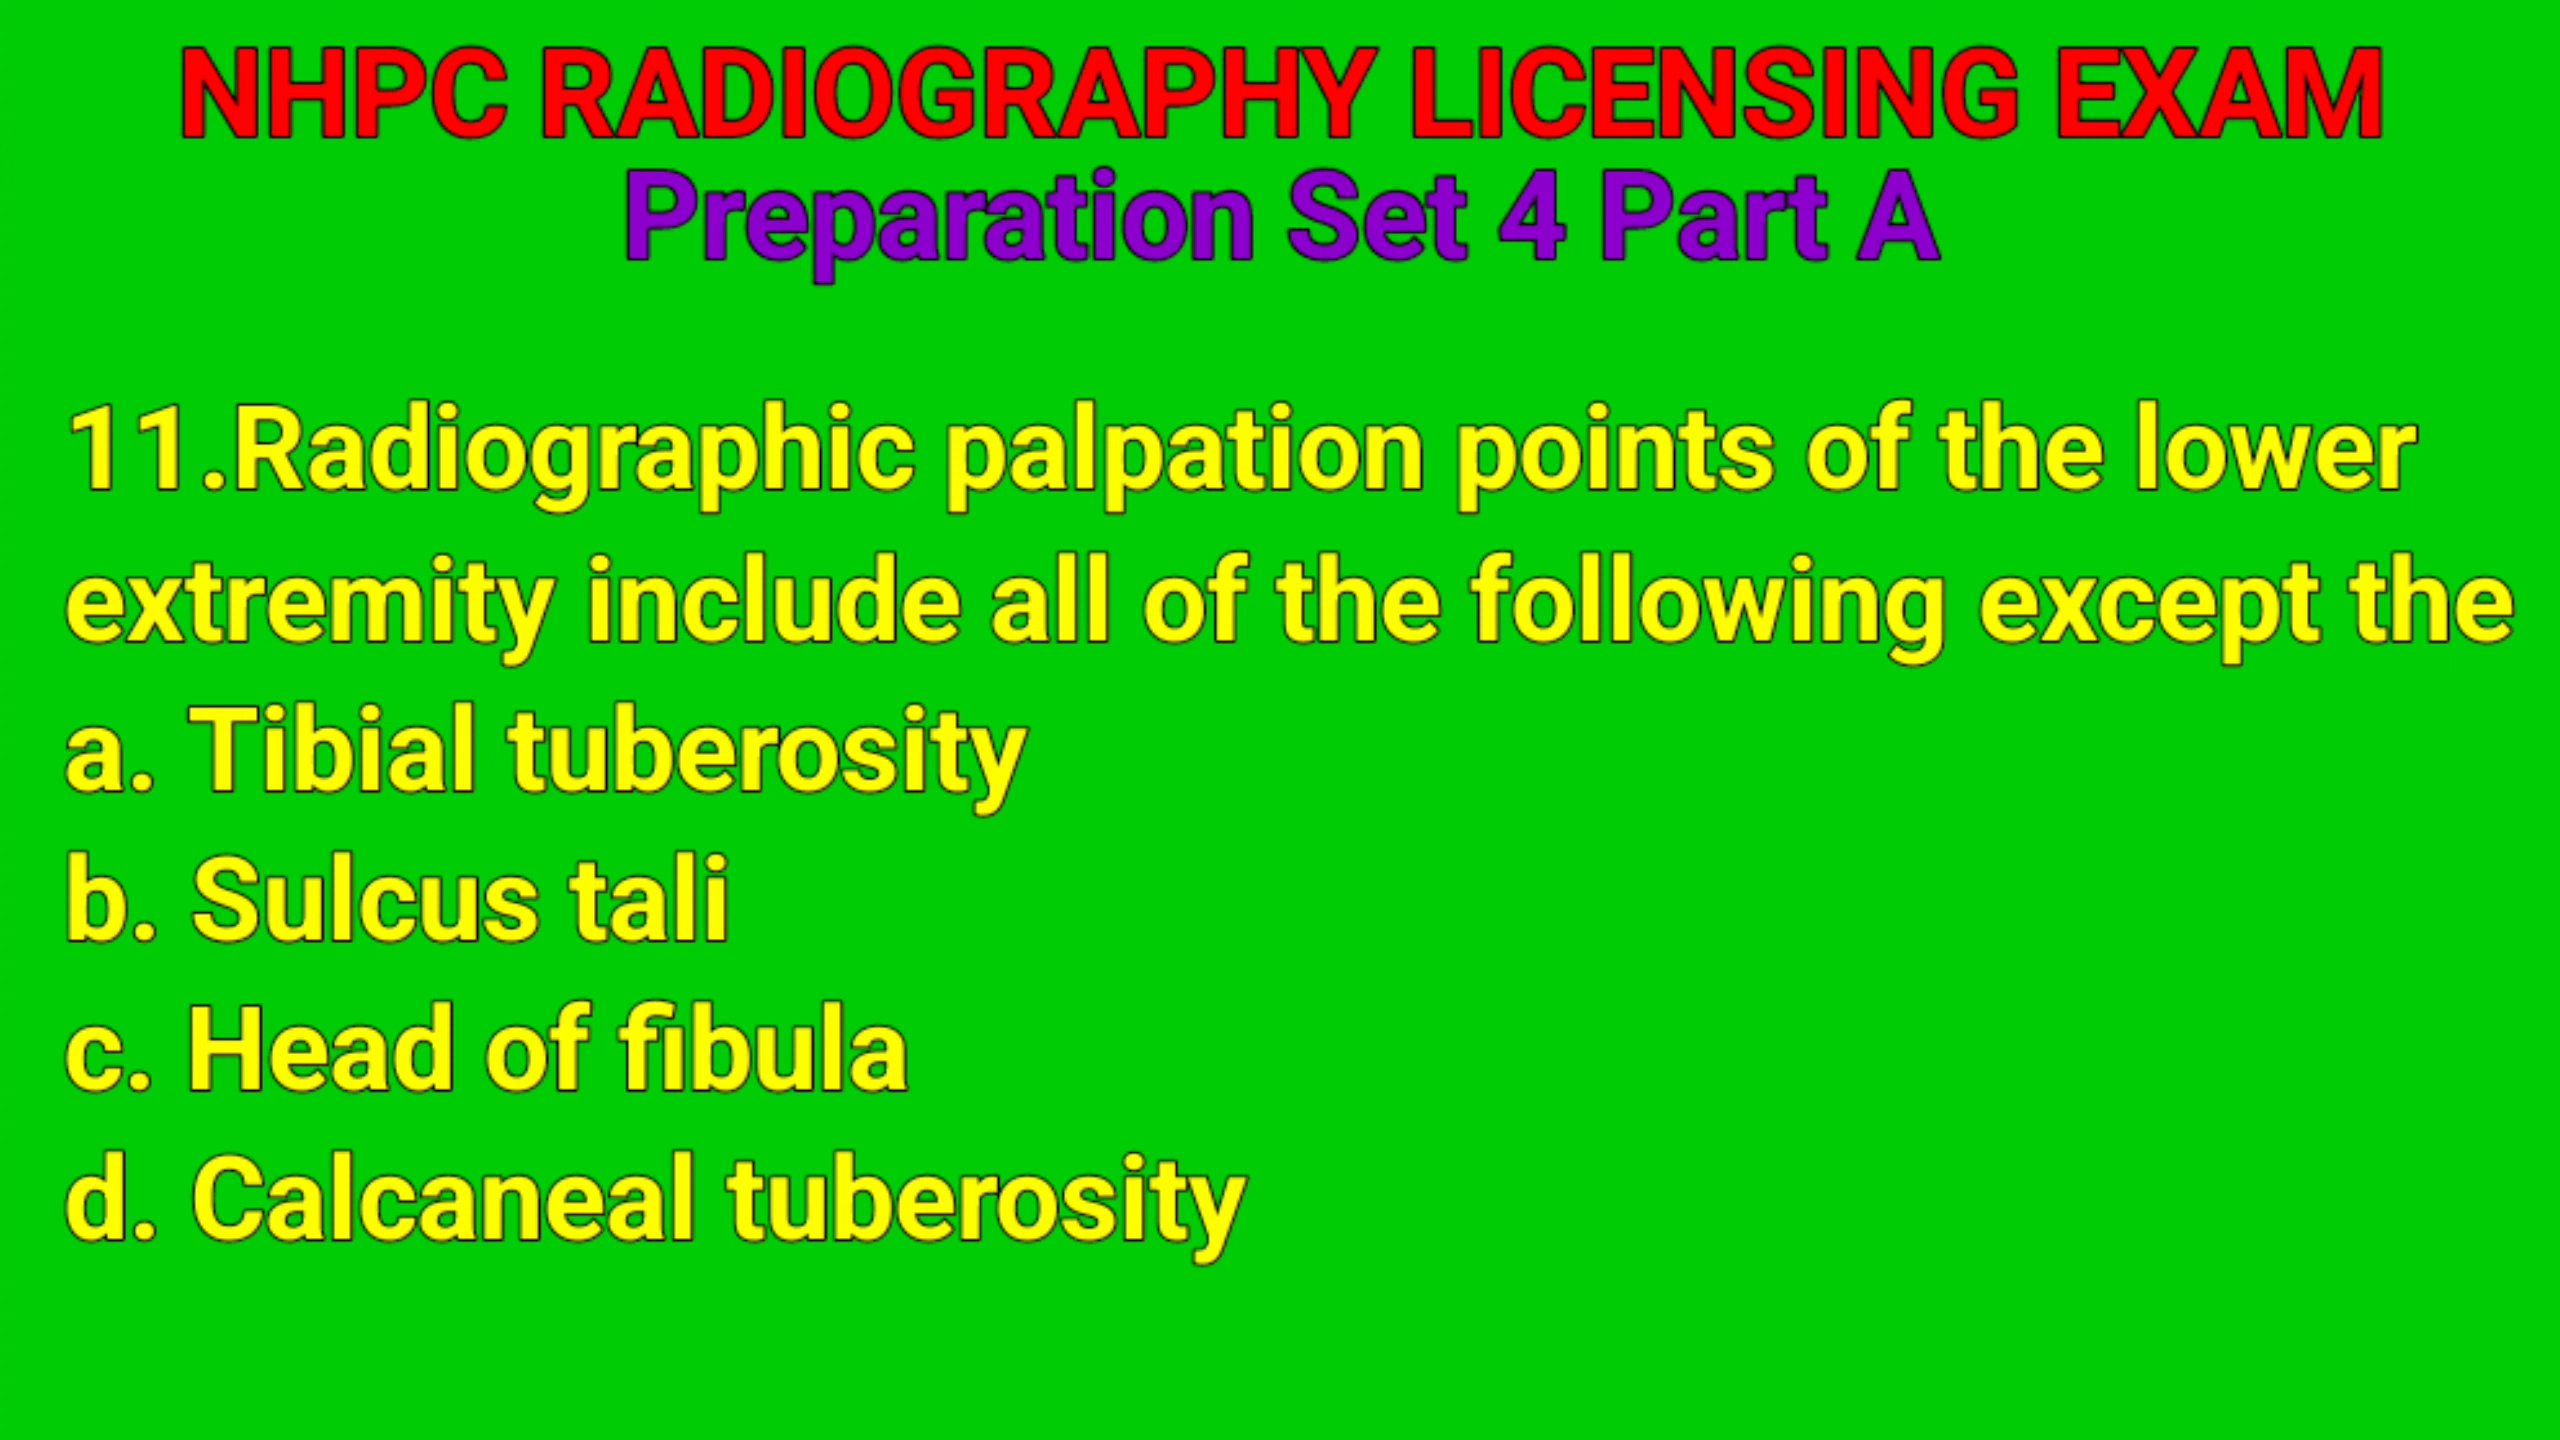 NHPC RADIOGRAPHY LICENSING EXAM
Preparation Set 4 Part A
11.Radiographic palpation points of the lower
extremity include all of the following except the
a. Tibial tuberosity
b. Sulcus tali
c. Head of fibula
d. Calcaneal tuberosity